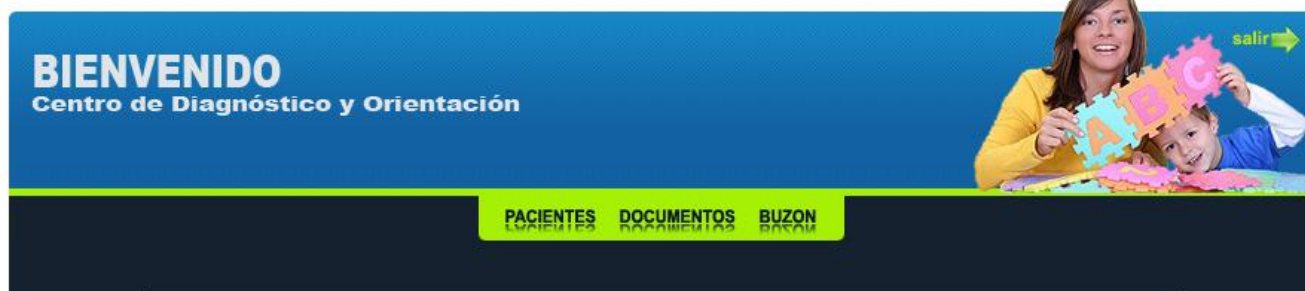 salir
BIENVENIDO
Centro de Diagnóstico y Orientación
A B C
PACIENTES DOCUMENTOS BUZON